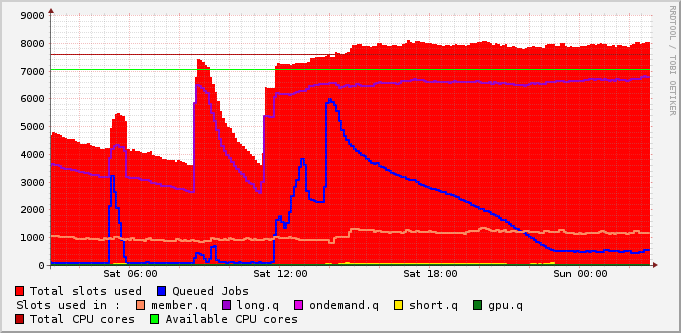 9000
8000
7000
6000
5000
4000
3000
2000
1000
0
Sat 06:00 Sat 12:00 Sat 18:00 Sun 00:00
Total slots used Queued Jobs
Slots used in : member.q long.q ondemand.q short.q gpu.q
Total CPU cores Available CPU cores
RRDTOOL / TOBI OETIKER